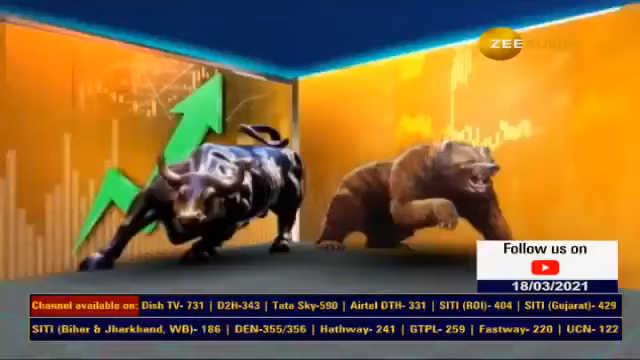 ZEE
Follow us on
18/03/2021
Channel available on: Dish TV- 731 | D2H-343 | Tata Sky-590 | Airtel DTH- 331 | SITI (ROI)- 404 | SITI (Gujarat)- 429
SITI (Bihar & Jharkhand, WB)- 186 | DEN-355/356 | Hathway- 241 | GTPL- 259 | Fastway- 220 | UCN- 122